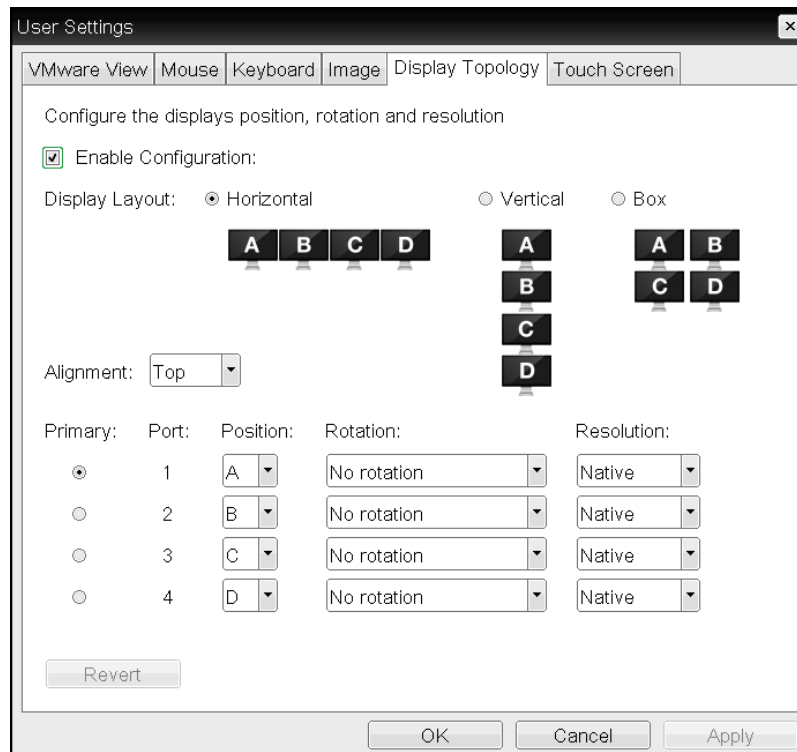 User Settings
VMware View Mouse Keyboard Image Display Topology Touch Screen
Configure the displays position, rotation and resolution
Enable Configuration:
Display Layout: Horizontal Vertical Box
A B C D A A B
B C D
C
D
Alignment: Top
Primary: Port: Position: Rotation: Resolution:
1 A No rotation Native
2 B No rotation Native
3 C No rotation Native
4 D No rotation Native
Revert
OK Cancel Apply